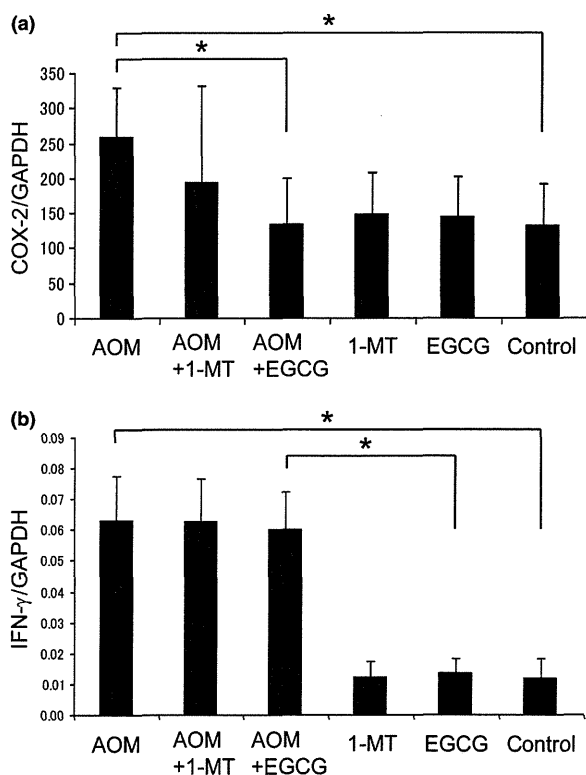 (a)
*
*
350
300
250
200
150
100
50
0
COX-2/GAPDH
AOM
AOM +1-MT
AOM +EGCG
1-MT
EGCG
Control
(b)
*
*
0.09
0.08
0.07
0.06
0.05
0.04
0.03
0.02
0.01
0.00
IFN-γ/GAPDH
AOM
AOM +1-MT
AOM +EGCG
1-MT
EGCG
Control